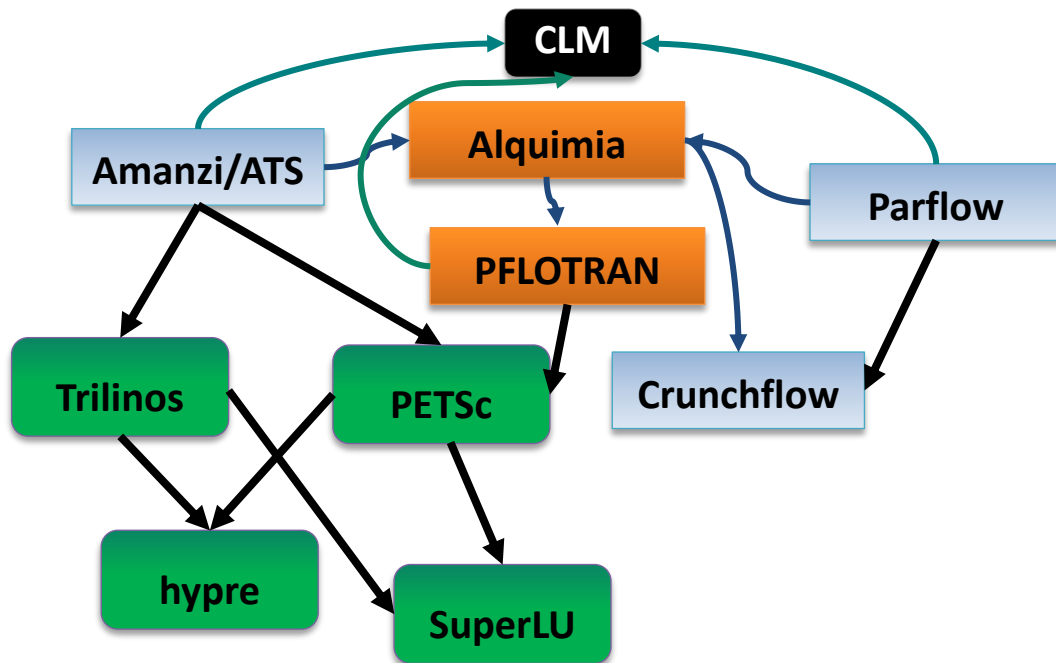 CLM
Alquimia
Amanzi/ATS
Parflow
PFLOTRAN
Trilinos
PETSc
Crunchflow
hypre
SuperLU